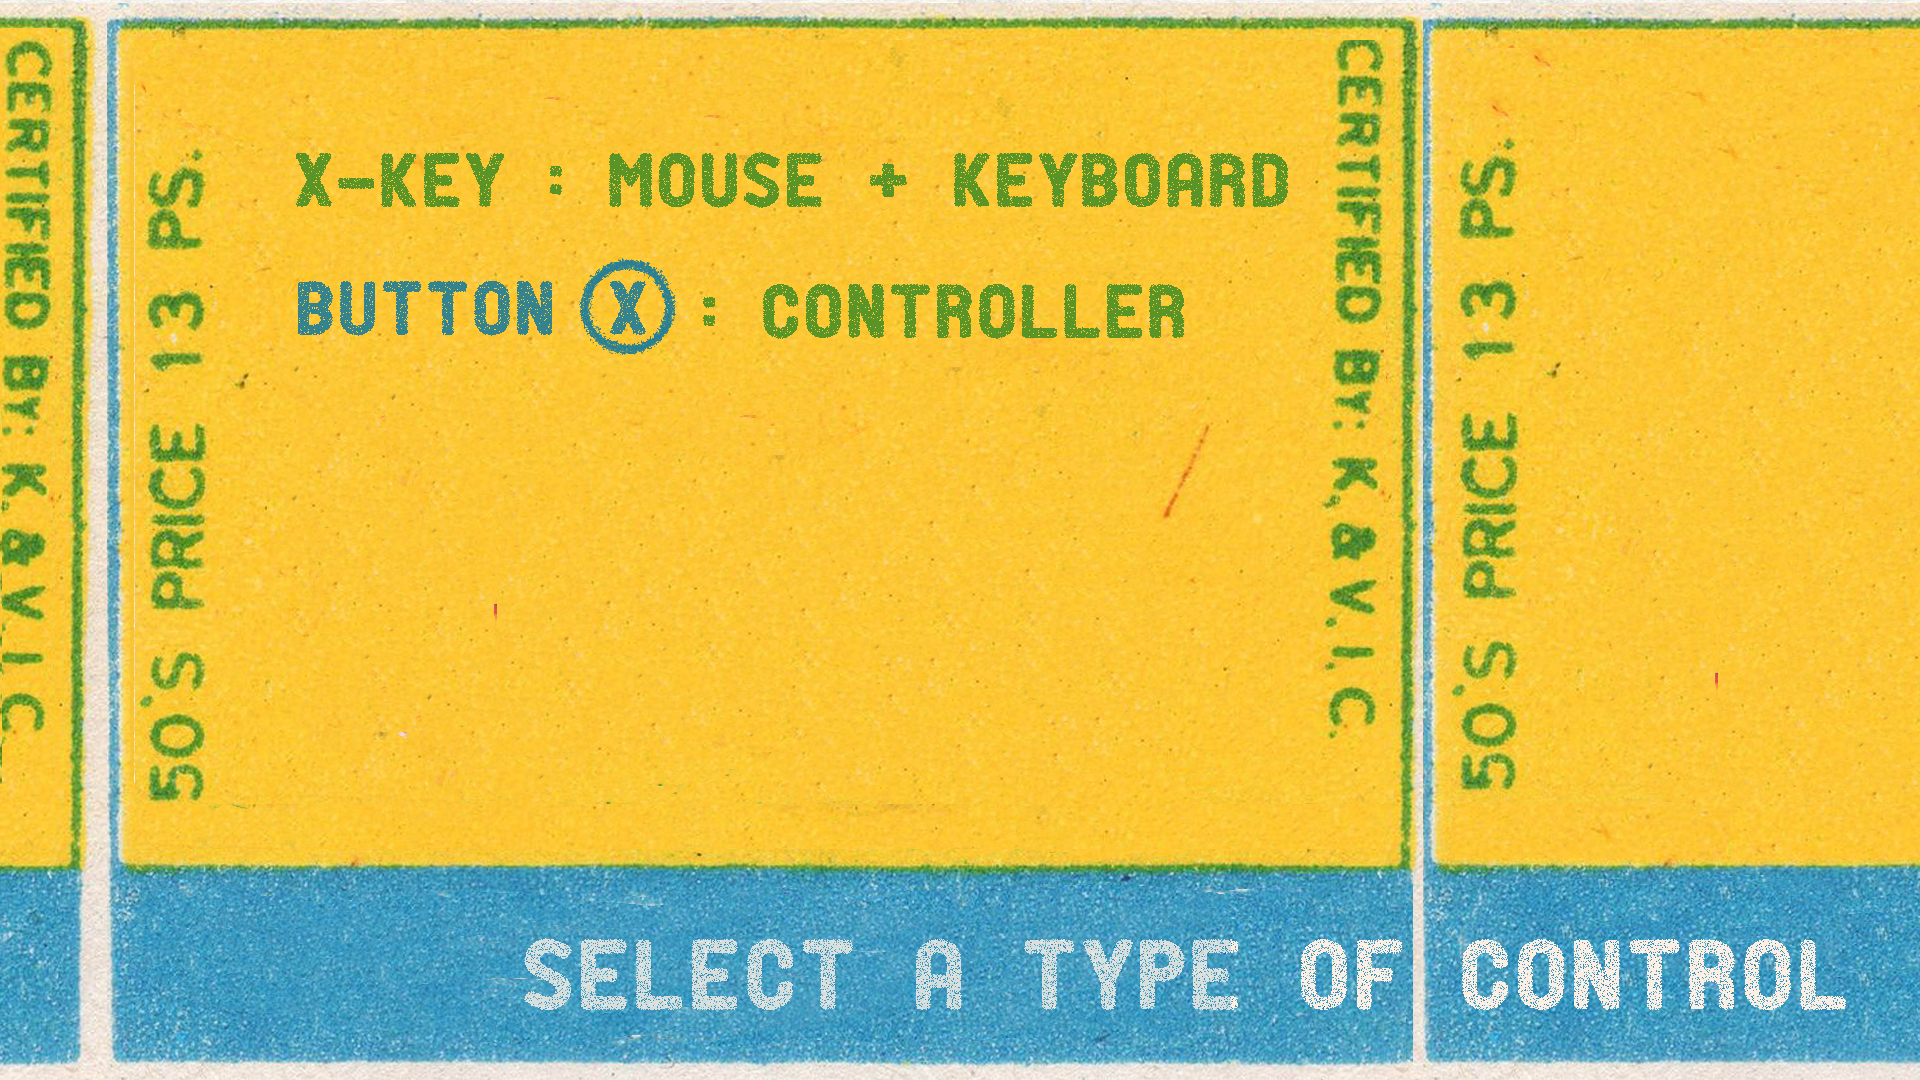 CERTIFIED BY: K. & V. I. C.
50'S PRICE 13 PS.
X-KEY : MOUSE + KEYBOARD
BUTTON X : CONTROLLER
CERTIFIED BY: K. & V. I. C.
50'S PRICE 13 PS.
SELECT A TYPE OF CONTROL